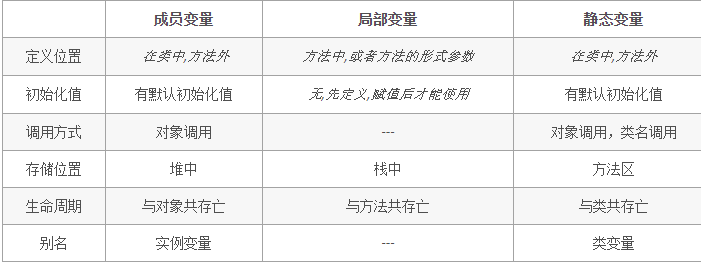 成员变量 局部变量 静态变量
定义位置 在类中,方法外 方法中,或者方法的形式参数 在类中,方法外
初始化值 有默认初始化值 无,先定义,赋值后才能使用 有默认初始化值
调用方式 对象调用 --- 对象调用，类名调用
存储位置 堆中 栈中 方法区
生命周期 与对象共存亡 与方法共存亡 与类共存亡
别名 实例变量 --- 类变量